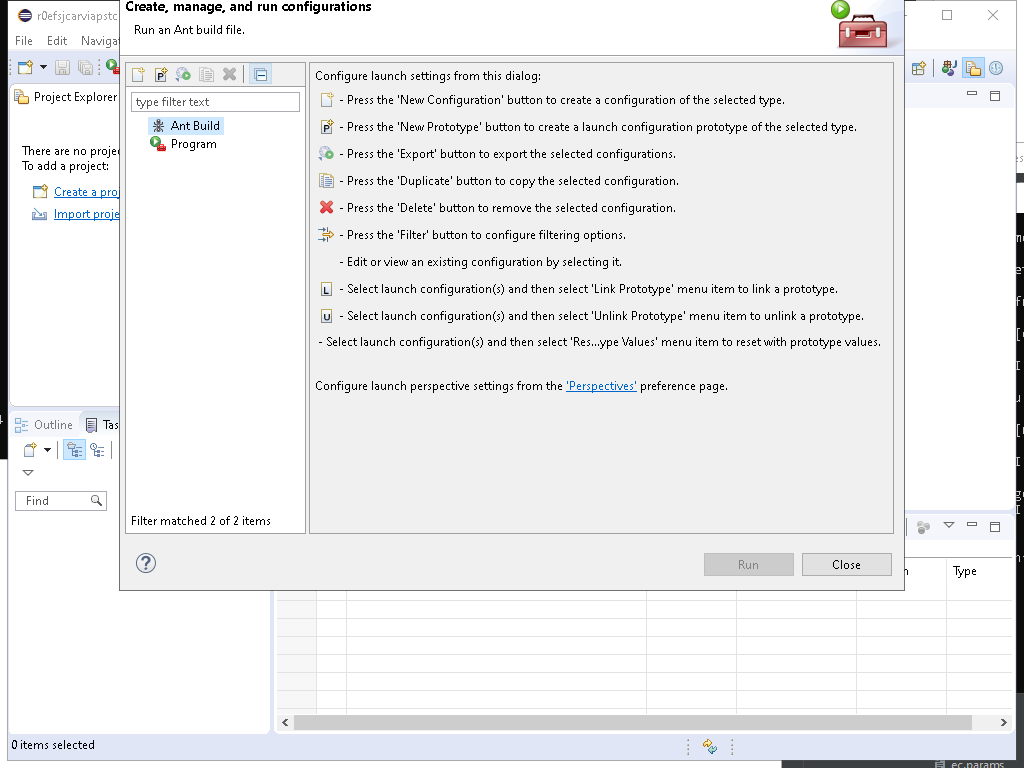 Create, manage, and run configurations
Run an Ant build file.
r0efsjcarviapstc
File Edit Naviga
Project Explorer
There are no projec
To add a project:
Create a proj
Import proje
type filter text
Ant Build
Program
Filter matched 2 of 2 items
Configure launch settings from this dialog:
- Press the 'New Configuration' button to create a configuration of the selected type.
- Press the 'New Prototype' button to create a launch configuration prototype of the selected type.
- Press the 'Export' button to export the selected configurations.
- Press the 'Duplicate' button to copy the selected configuration.
- Press the 'Delete' button to remove the selected configuration.
- Press the 'Filter' button to configure filtering options.
- Edit or view an existing configuration by selecting it.
L - Select launch configuration(s) and then select 'Link Prototype' menu item to link a prototype.
U - Select launch configuration(s) and then select 'Unlink Prototype' menu item to unlink a prototype.
- Select launch configuration(s) and then select 'Res...ype Values' menu item to reset with prototype values.
Configure launch perspective settings from the 'Perspectives' preference page.
Outline Tas
Find
Run Close
Type
0 items selected
ec.params